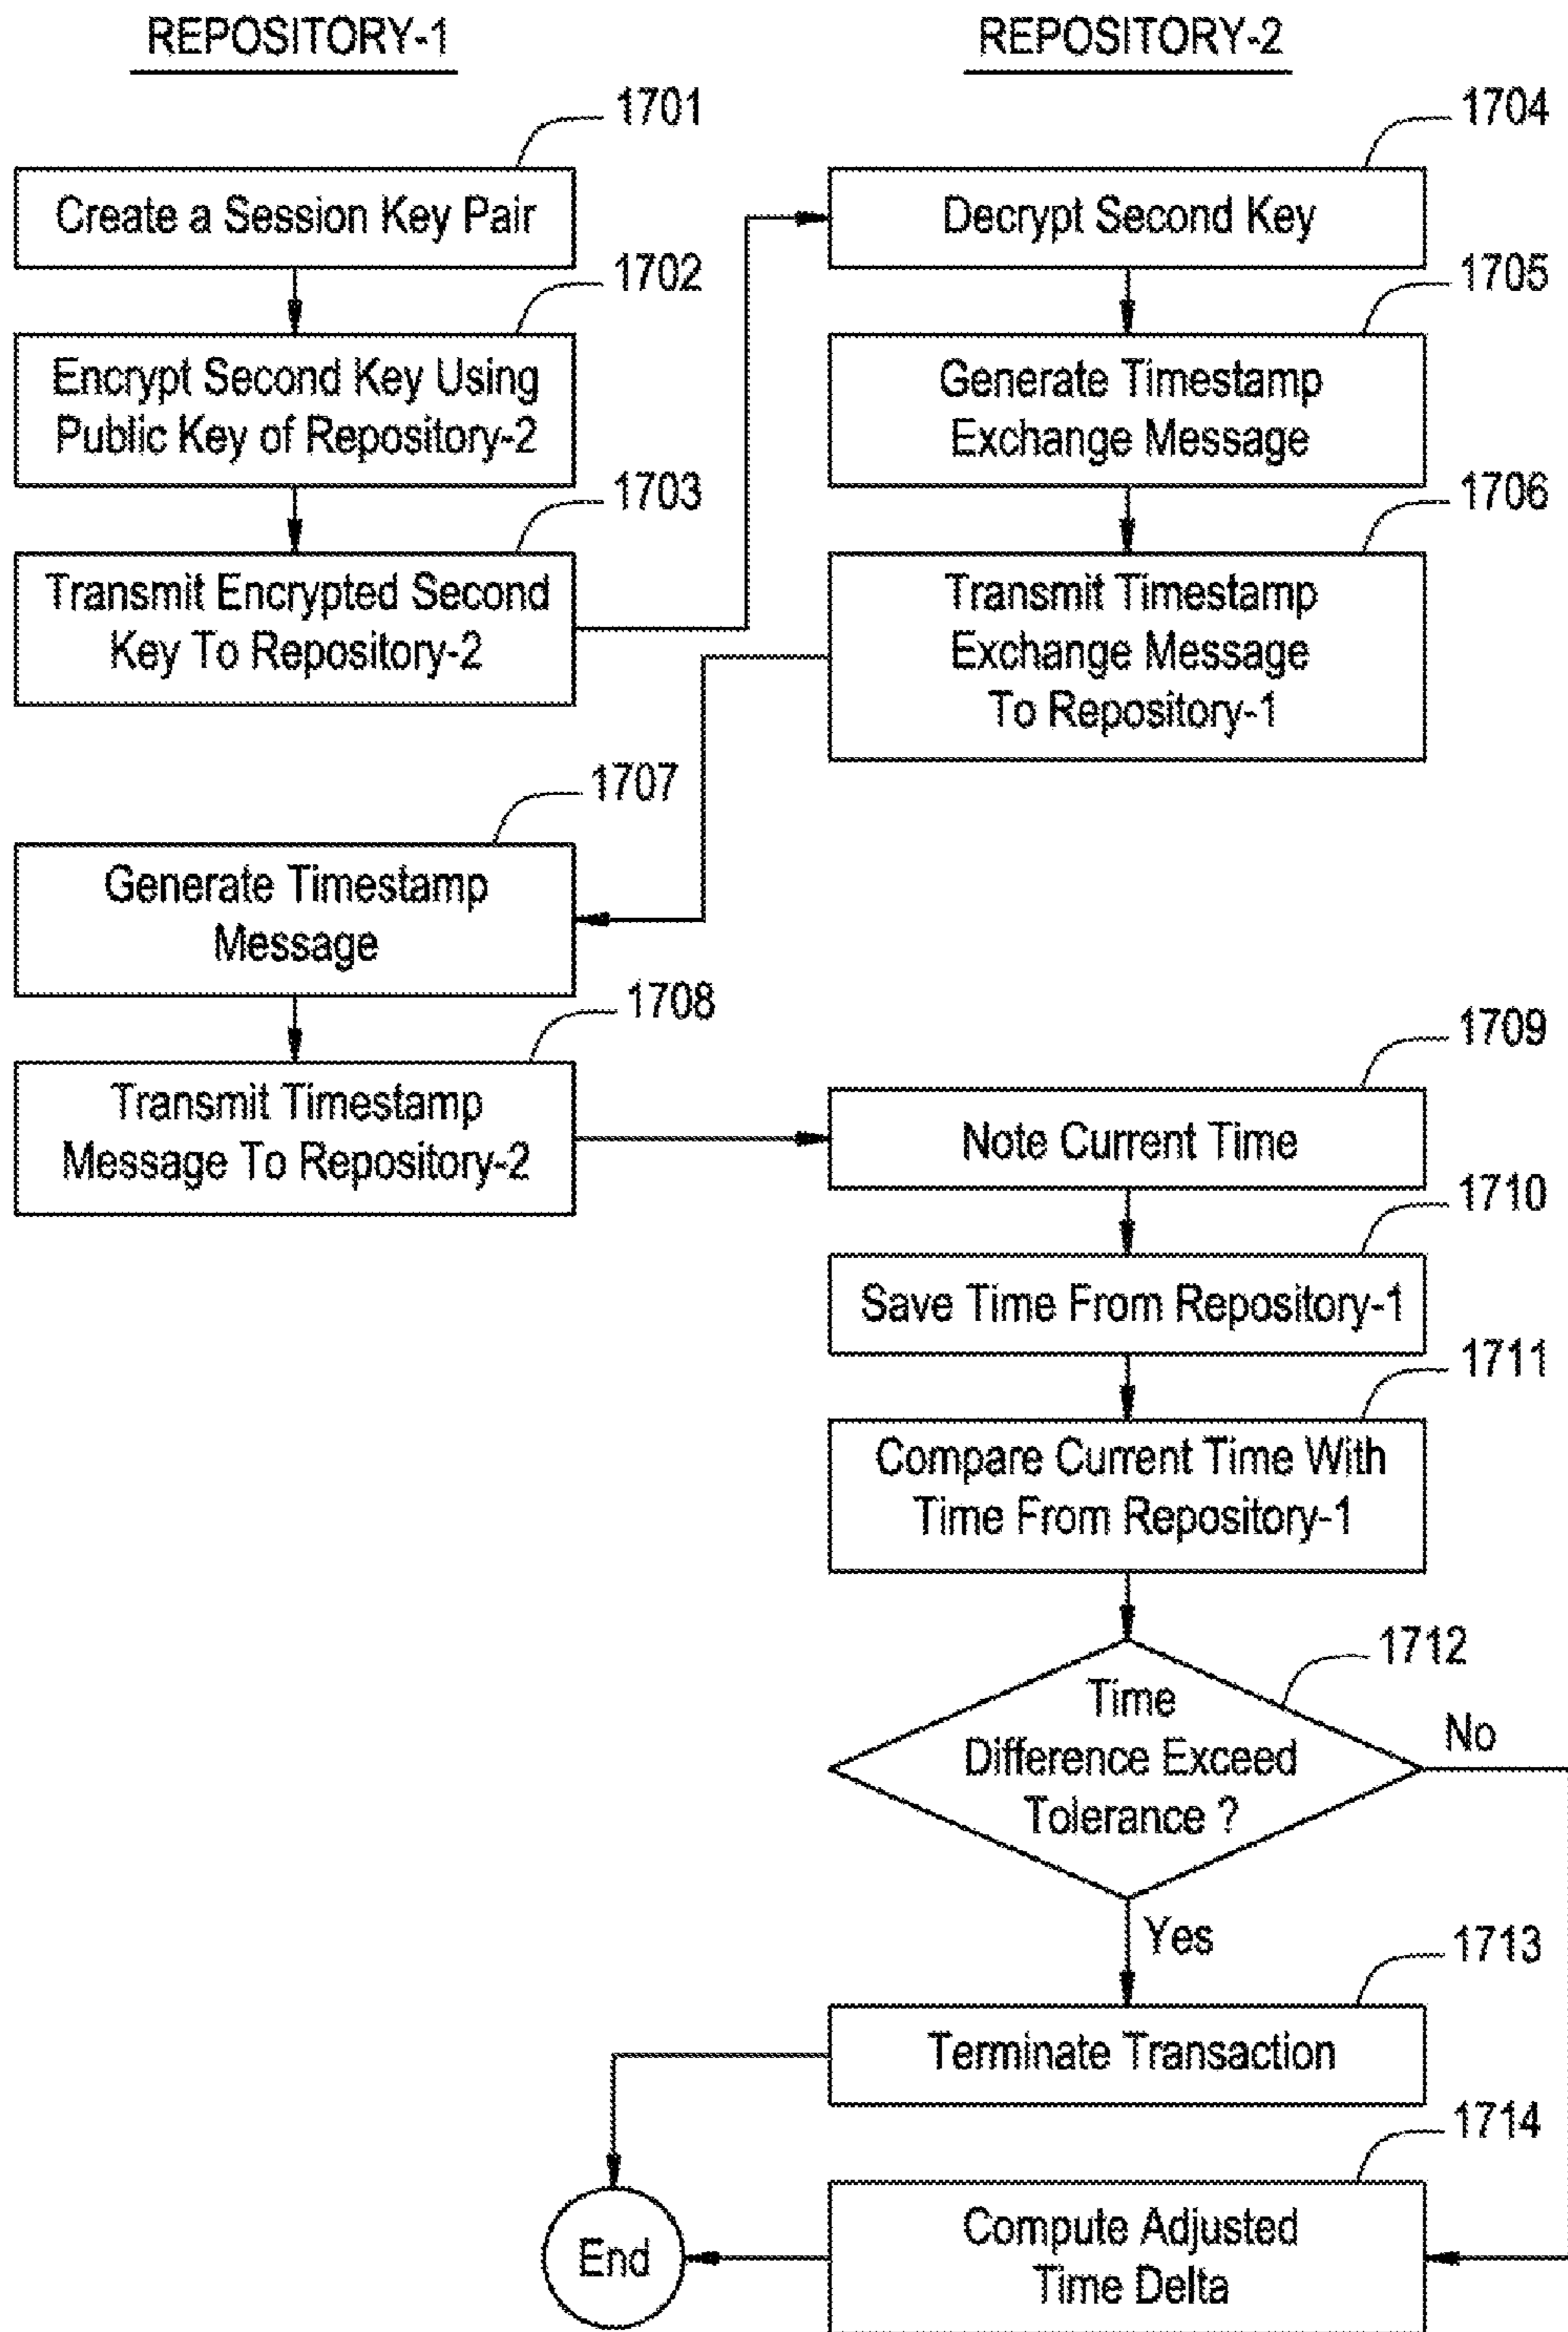 REPOSITORY-1
REPOSITORY-2
1701
Create a Session Key Pair
1702
Encrypt Second Key Using
Public Key of Repository-2
1703
Transmit Encrypted Second
Key To Repository-2
1704
Decrypt Second Key
1705
Generate Timestamp
Exchange Message
1706
Transmit Timestamp
Exchange Message
To Repository-1
1707
Generate Timestamp
Message
1708
Transmit Timestamp
Message To Repository-2
1709
Note Current Time
1710
Save Time From Repository-1
1711
Compare Current Time With
Time From Repository-1
1712
Time
Difference Exceed
Tolerance ?
No
Yes
1713
Terminate Transaction
1714
Compute Adjusted
Time Delta
End